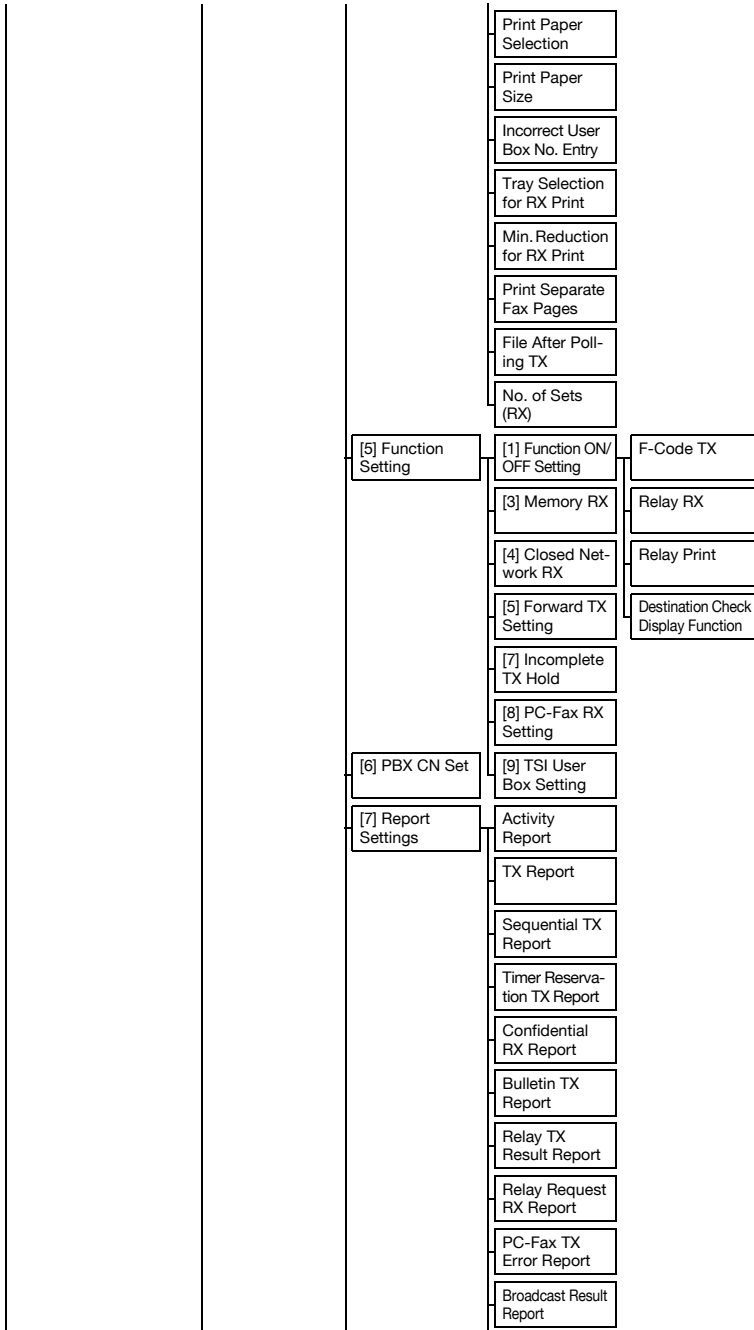 Print Paper
Selection
Print Paper
Size
Incorrect User
Box No. Entry
Tray Selection
for RX Print
Min. Reduction
for RX Print
Print Separate
Fax Pages
File After Poll-
ing TX
No. of Sets
(RX)
[5] Function
Setting
[1] Function ON/
OFF Setting
F-Code TX
[3] Memory RX
Relay RX
[4] Closed Net-
work RX
Relay Print
[5] Forward TX
Setting
Destination Check
Display Function
[7] Incomplete
TX Hold
[8] PC-Fax RX
Setting
[6] PBX CN Set
[9] TSI User
Box Setting
[7] Report
Settings
Activity
Report
TX Report
Sequential TX
Report
Timer Reserva-
tion TX Report
Confidential
RX Report
Bulletin TX
Report
Relay TX
Result Report
Relay Request
RX Report
PC-Fax TX
Error Report
Broadcast Result
Report